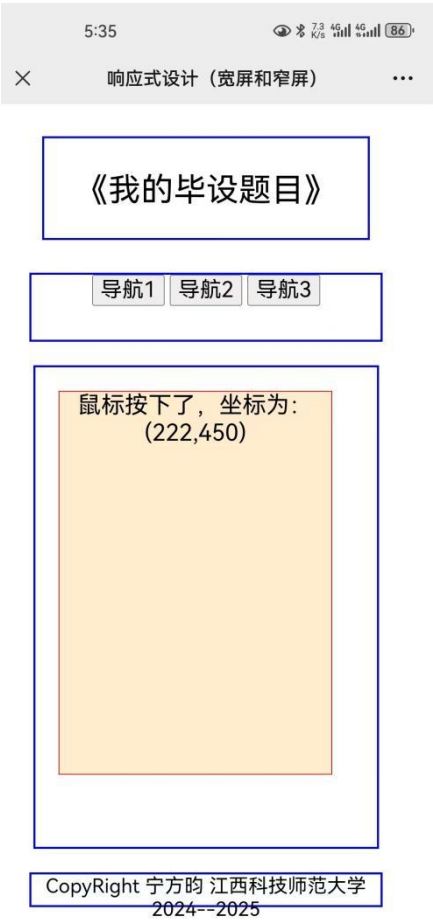 5:35
7.3 K/s 4G 4G 86
响应式设计（宽屏和窄屏）
《我的毕设题目》
导航1 导航2 导航3
鼠标按下了，坐标为：
(222,450)
CopyRight 宁方昀 江西科技师范大学
2024--2025